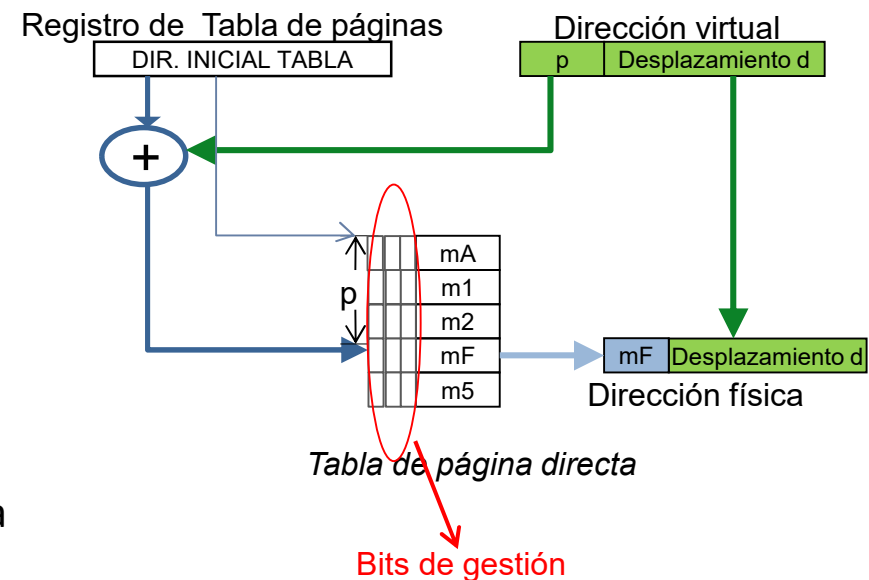 Registro de Tabla de páginas
Dirección virtual
DIR. INICIAL TABLA
p Desplazamiento d
+
mA
p
m1
m2
mF
mF Desplazamiento d
m5
Dirección física
Tabla de página directa
a
Bits de gestión